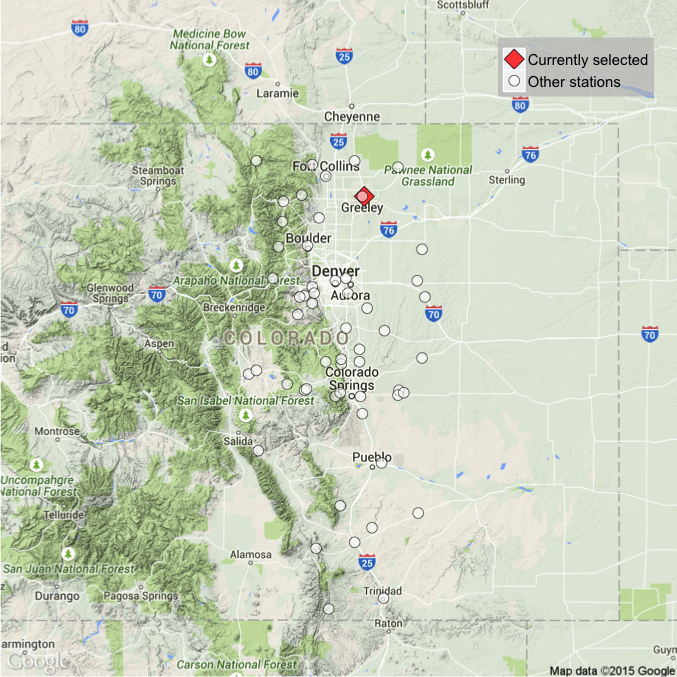 Scottsbluff
80
Medicine Bow
National Forest
25
Currently selected
Other stations
80
Laramie
80
Cheyenne
25
76
Fort Collins
Pawnee National
Grassland
Steamboat
Springs
Sterling
Greeley
76
Boulder
Denver
Arapaho National Forest
Glenwood
Springs
70
Aurora
70
Breckenridge
70
70
COLORADO
Aspen
Colorado
Springs
San Isabel National Forest
Montrose
Salida
Pueblo
Uncompahgre
National Forest
Telluride
Alamosa
25
San Juan National Forest
Trinidad
Durango
Pagosa Springs
Raton
armington
Guyn
Google
Carson National Forest
Map data ©2015 Google